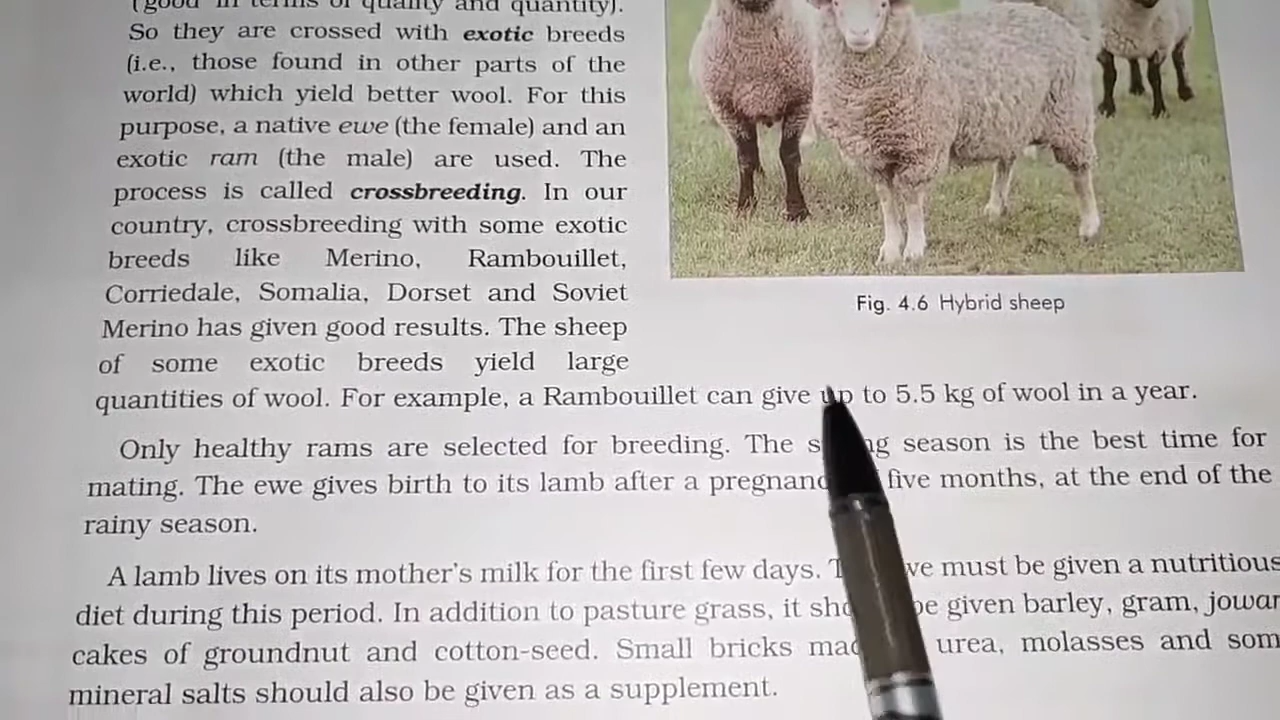 (good in terms of quality and quantity).
So they are crossed with exotic breeds
(i.e., those found in other parts of the
world) which yield better wool. For this
purpose, a native ewe (the female) and an
exotic ram (the male) are used. The
process is called crossbreeding. In our
country, crossbreeding with some exotic
breeds like Merino, Rambouillet,
Corriedale, Somalia, Dorset and Soviet
Merino has given good results. The sheep
of some exotic breeds yield large
quantities of wool. For example, a Rambouillet can give up to 5.5 kg of wool in a year.
Fig. 4.6 Hybrid sheep
Only healthy rams are selected for breeding. The season is the best time for
mating. The ewe gives birth to its lamb after a five months, at the end of the
rainy season.
A lamb lives on its mother's milk for the first few days. must be given a nutritious
diet during this period. In addition to pasture grass, it be given barley, gram, jowar
cakes of groundnut and cotton-seed. Small bricks urea, molasses and som
mineral salts should also be given as a supplement.